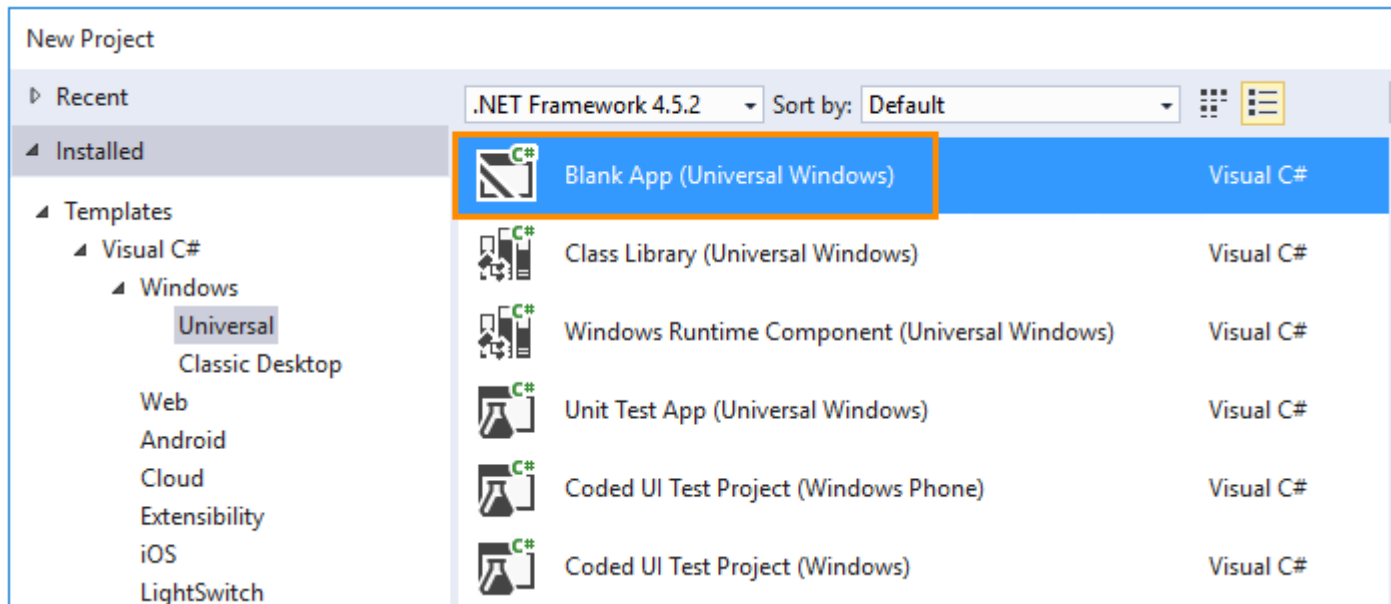 New Project
Recent
Installed
Templates
Visual C#
Windows
Universal
Classic Desktop
Web
Android
Cloud
Extensibility
iOS
LightSwitch
.NET Framework 4.5.2 Sort by: Default
C# Blank App (Universal Windows) Visual C#
C# Class Library (Universal Windows) Visual C#
C# Windows Runtime Component (Universal Windows) Visual C#
C# Unit Test App (Universal Windows) Visual C#
C# Coded UI Test Project (Windows Phone) Visual C#
C# Coded UI Test Project (Windows) Visual C#